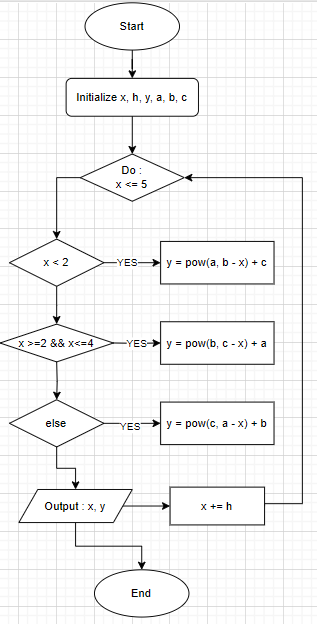 Start
Initialize x, h, y, a, b, c
Do :
x <= 5
x < 2
YES
y = pow(a, b - x) + c
x >=2 && x<=4
YES
y = pow(b, c - x) + a
else
YES
y = pow(c, a - x) + b
Output : x, y
x += h
End